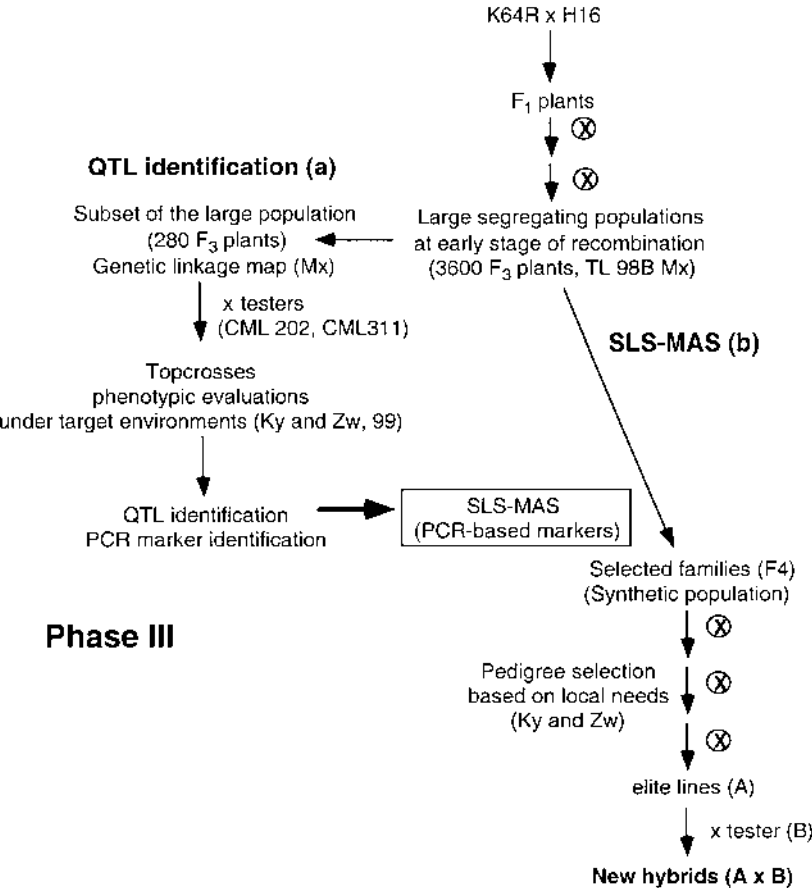 K64R x H16
F1 plants
X
X
QTL identification (a)
Subset of the large population
(280 F3 plants)
Genetic linkage map (Mx)
Large segregating populations
at early stage of recombination
(3600 F3 plants, TL 98B Mx)
x testers
(CML 202, CML311)
SLS-MAS (b)
Topcrosses
phenotypic evaluations
under target environments (Ky and Zw, 99)
QTL identification
PCR marker identification
SLS-MAS
(PCR-based markers)
Selected families (F4)
(Synthetic population)
X
Phase III
Pedigree selection
based on local needs
(Ky and Zw)
X
X
elite lines (A)
x tester (B)
New hybrids (A x B)